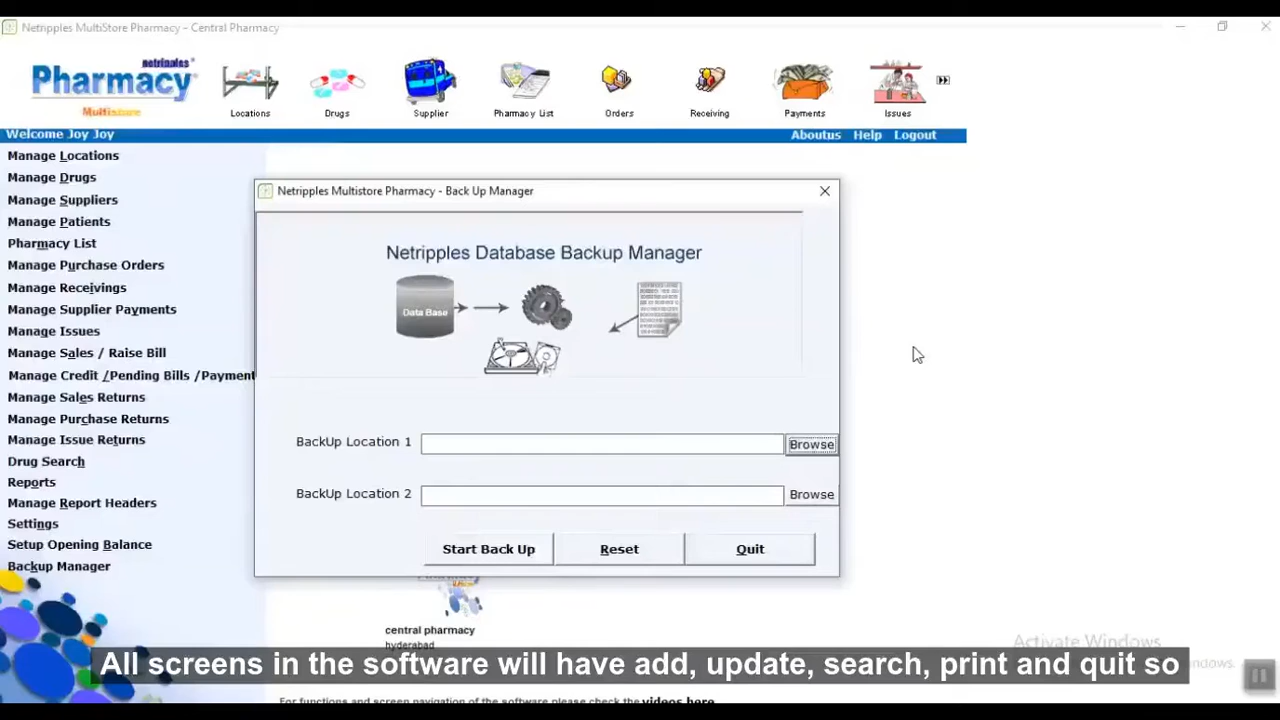 Netripples MultiStore Pharmacy - Central Pharmacy
netripples
Pharmacy
Multistore
Locations
Drugs
Supplier
Pharmacy List
Orders
Receiving
Payments
Issues
Welcome Joy Joy
Aboutus Help Logout
Manage Locations
Manage Drugs
Manage Suppliers
Manage Patients
Pharmacy List
Manage Purchase Orders
Manage Receivings
Manage Supplier Payments
Manage Issues
Manage Sales / Raise Bill
Manage Credit /Pending Bills /Payment
Manage Sales Returns
Manage Purchase Returns
Manage Issue Returns
Drug Search
Reports
Manage Report Headers
Settings
Setup Opening Balance
Backup Manager
Netripples Multistore Pharmacy - Back Up Manager
Netripples Database Backup Manager
Data Base
BackUp Location 1
Browse
BackUp Location 2
Browse
Start Back Up
Reset
Quit
central pharmacy
hyderabad
Activate Windows
All screens in the software will have add, update, search, print and quit so
For functions and screen navigation of the software please check the videos here